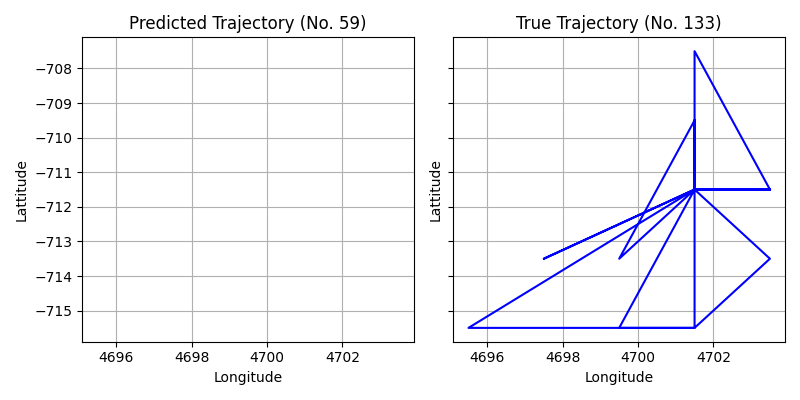 Predicted Trajectory (No. 59)
True Trajectory (No. 133)
Lattitude
−708
−709
−710
−711
−712
−713
−714
−715
4696
4698
4700
4702
Longitude
Lattitude
4696
4698
4700
4702
Longitude